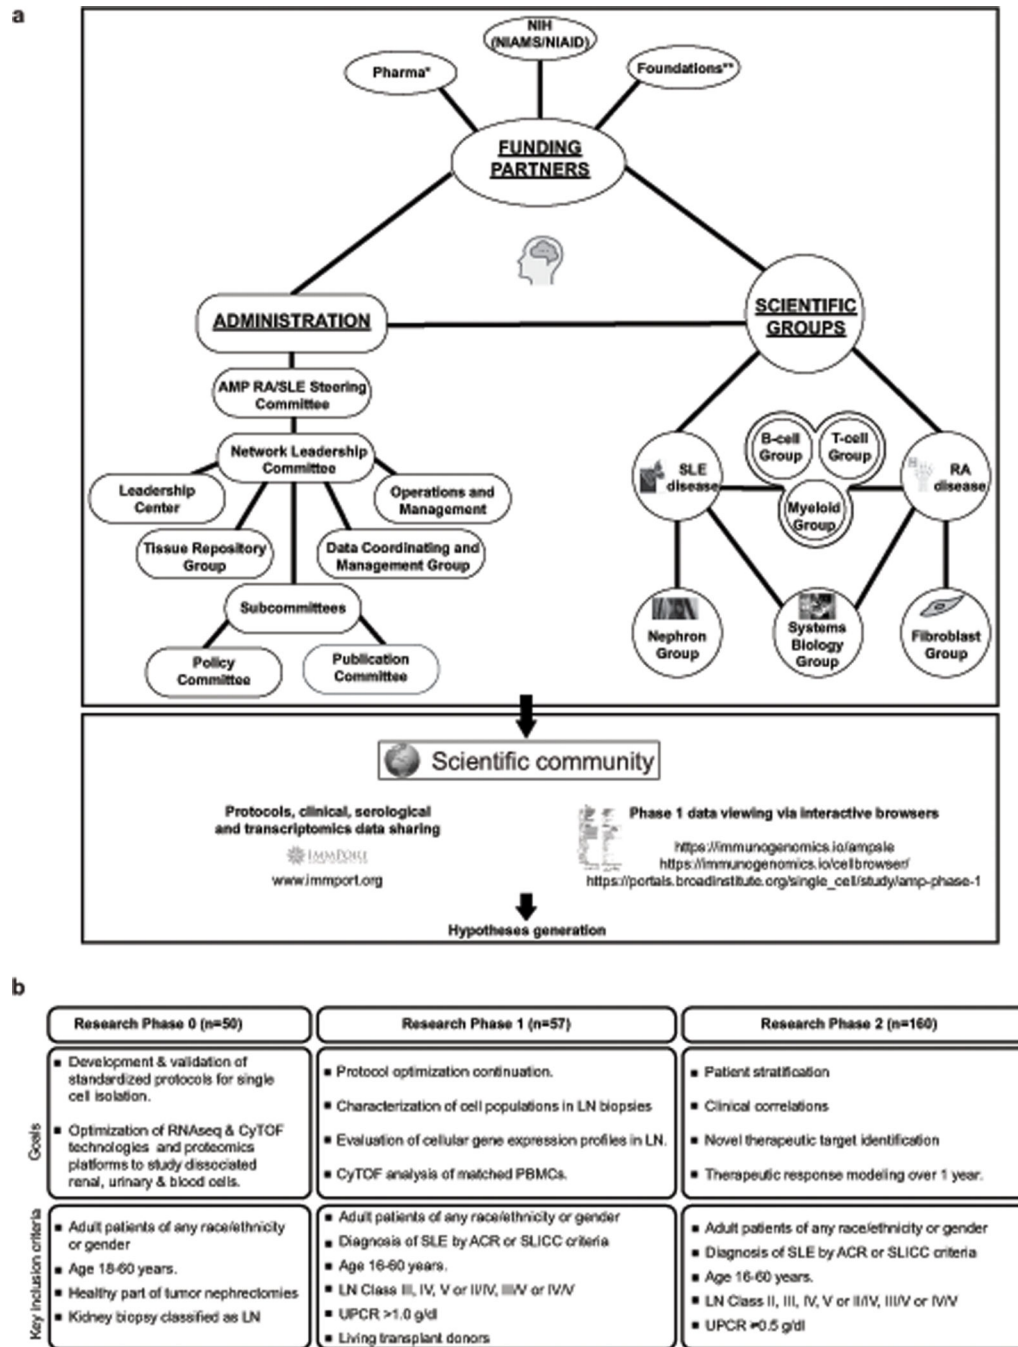 a
NIH
(NIAMS/NIAID)
Pharma*
Foundations**
FUNDING
PARTNERS
ADMINISTRATION
SCIENTIFIC
GROUPS
AMP RA/SLE Steering
Committee
Network Leadership
Committee
Leadership
Center
Operations and
Management
Tissue Repository
Group
Data Coordinating and
Management Group
Subcommittees
Policy
Committee
Publication
Committee
B-cell
Group
T-cell
Group
SLE
disease
Myeloid
Group
RA
disease
Nephron
Group
Systems
Biology
Group
Fibroblast
Group
Scientific community
Protocols, clinical, serological
and transcriptomics data sharing
IMMPORT
www.immport.org
Phase 1 data viewing via interactive browsers
https://immunogenomics.io/ampsle
https://immunogenomics.io/cellbrowser/
https://portals.broadinstitute.org/single_cell/study/amp-phase-1
Hypotheses generation
b
Research Phase 0 (n=50)
Research Phase 1 (n=57)
Research Phase 2 (n=160)
Goals
▪ Development & validation of
standardized protocols for single
cell isolation.
▪ Optimization of RNAseq & CyTOF
technologies and proteomics
platforms to study dissociated
renal, urinary & blood cells.
▪ Protocol optimization continuation.
▪ Characterization of cell populations in LN biopsies
▪ Evaluation of cellular gene expression profiles in LN.
▪ CyTOF analysis of matched PBMCs.
▪ Patient stratification
▪ Clinical correlations
▪ Novel therapeutic target identification
▪ Therapeutic response modeling over 1 year.
Key inclusion criteria
▪ Adult patients of any race/ethnicity
or gender
▪ Age 18-60 years.
▪ Healthy part of tumor nephrectomies
▪ Kidney biopsy classified as LN
▪ Adult patients of any race/ethnicity or gender
▪ Diagnosis of SLE by ACR or SLICC criteria
▪ Age 16-60 years.
▪ LN Class III, IV, V or II/IV, III/V or IV/V
▪ UPCR >1.0 g/dl
▪ Living transplant donors
▪ Adult patients of any race/ethnicity or gender
▪ Diagnosis of SLE by ACR or SLICC criteria
▪ Age 16-60 years.
▪ LN Class II, III, IV, V or II/IV, III/V or IV/V
▪ UPCR 0.5 g/dl